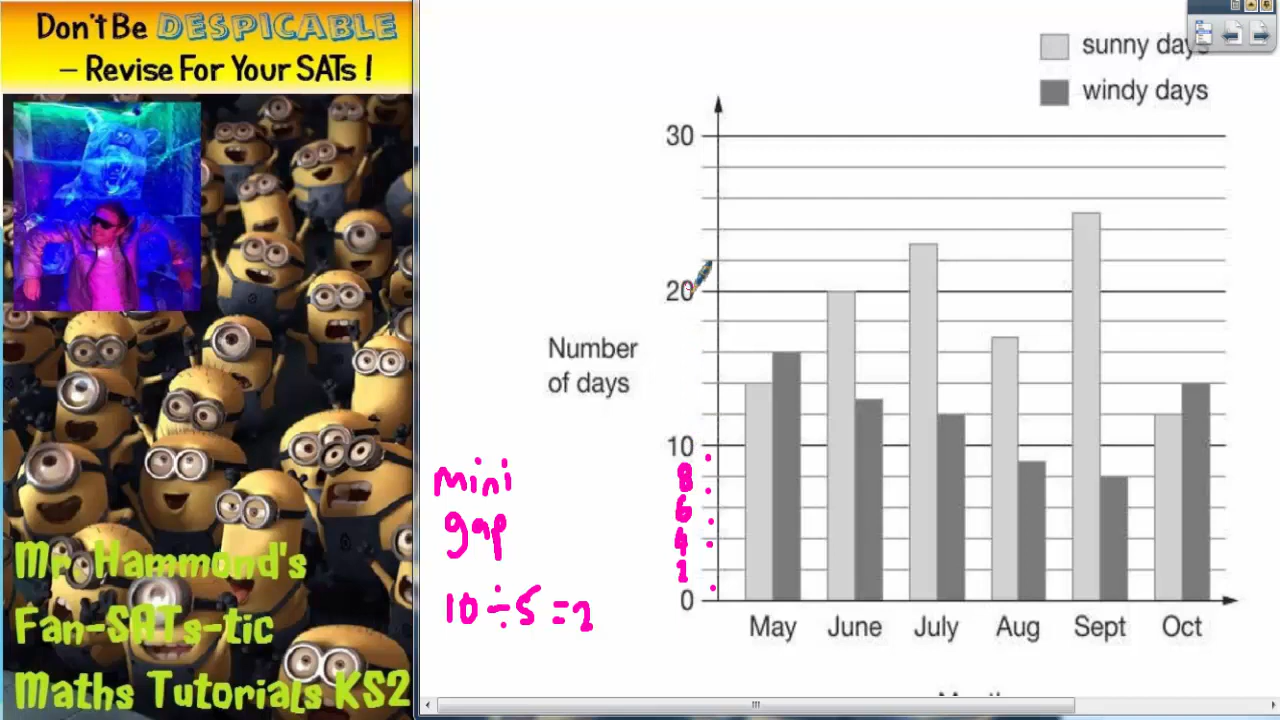 Don't Be DESPICABLE
– Revise For Your SATs !
Mr Hammond's
Fan-SATs-tic
Maths Tutorials KS2
sunny days
windy days
30
20
10
0
Number
of days
mini
gap
10÷5=2
8
6
4
2
May June July Aug Sept Oct